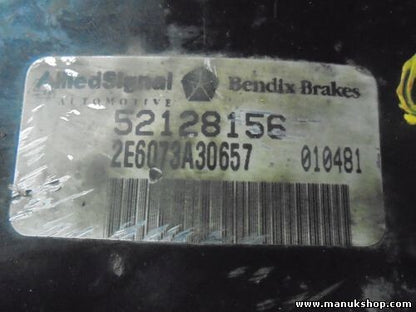 AlliedSignal Bendix Brakes
AUTOMOTIVE
52128156
2E6073A30657 010481
www.manukshop.com